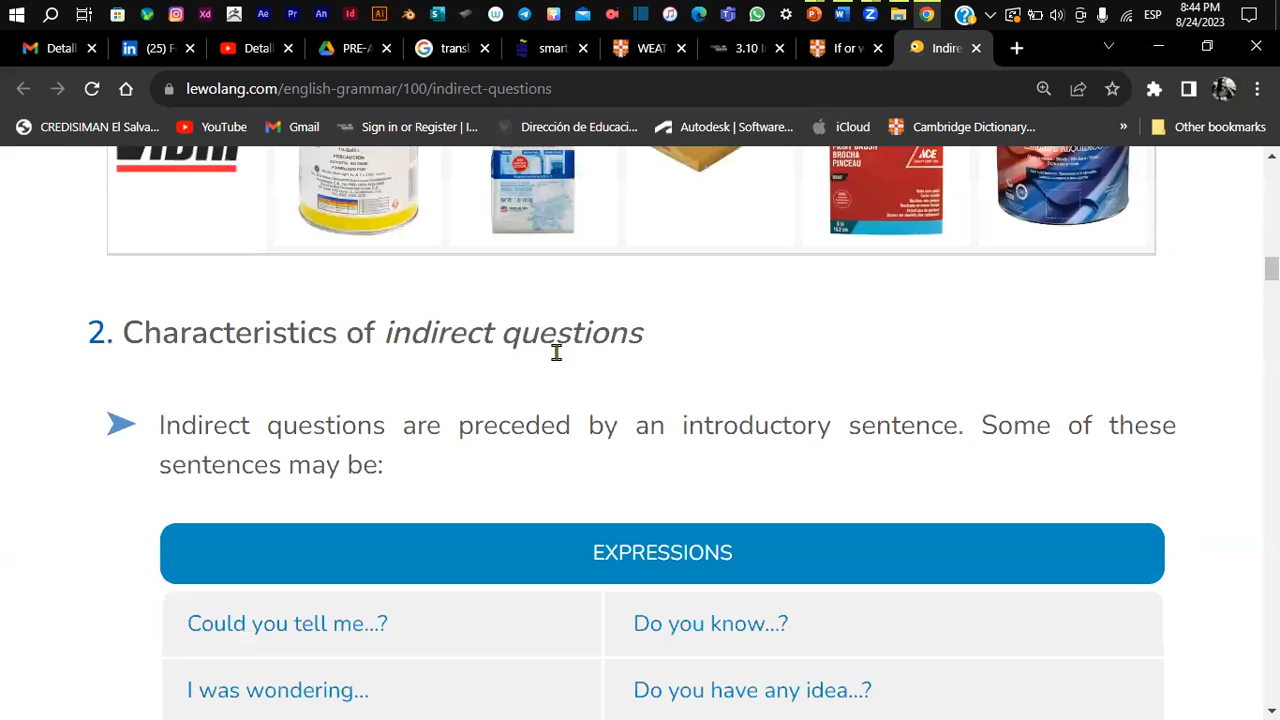 8:44 PM
ESP
8/24/2023
Detall
(25) F
Detall
PRE-A
transl
smart
WEAT
3.10 I
If or w
Indire
lewolang.com/english-grammar/100/indirect-questions
CREDISIMAN El Salva...
YouTube
Gmail
Sign in or Register | I...
Dirección de Educaci...
Autodesk | Software...
iCloud
Cambridge Dictionary...
Other bookmarks
PRECAUCIÓN
BROCHA
PINCEAU
ACE
2. Characteristics of indirect questions
Indirect questions are preceded by an introductory sentence. Some of these
sentences may be:
EXPRESSIONS
Could you tell me...?
Do you know...?
I was wondering...
Do you have any idea...?